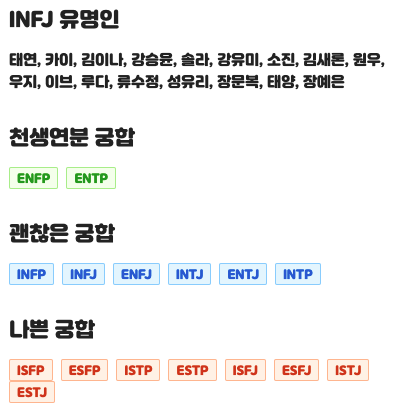 INFJ 유명인
태연, 카이, 김이나, 강승윤, 솔라, 강유미, 소진, 김새론, 원우,
우지, 이브, 루다, 류수정, 성유리, 장문복, 태양, 장예은
천생연분 궁합
ENFP ENTP
괜찮은 궁합
INFP INFJ ENFJ INTJ ENTJ INTP
나쁜 궁합
ISFP ESFP ISTP ESTP ISFJ ESFJ ISTJ
ESTJ